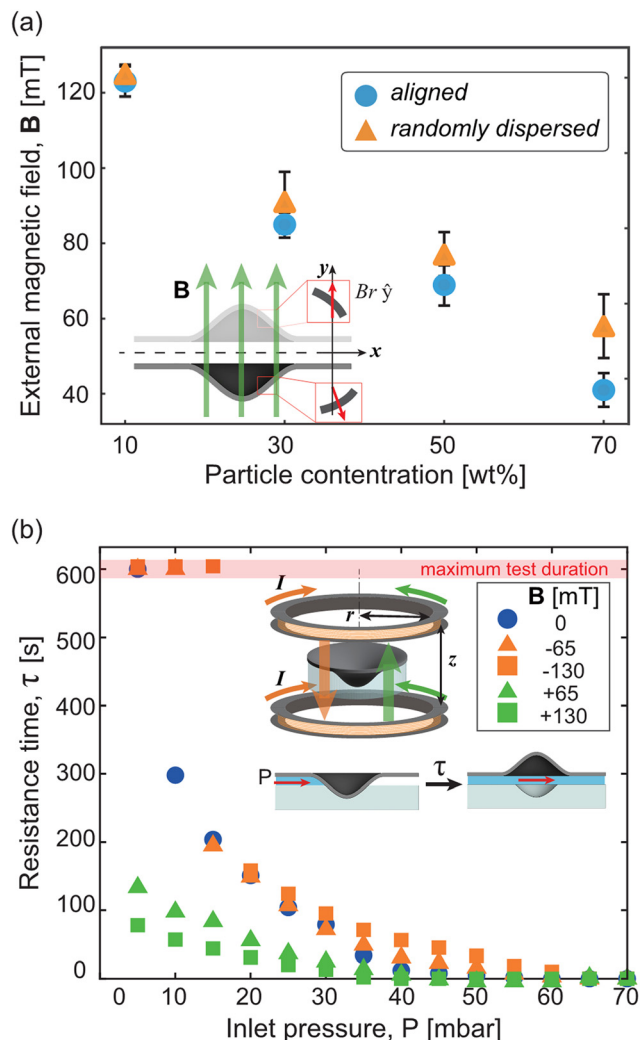 (a)
External magnetic field, B [mT]
120
100
80
60
40
aligned
randomly dispersed
B
y
Br ŷ
x
10
30
50
70
Particle contentration [wt%]
(b)
Resistance time, τ [s]
600
500
400
300
200
100
0
maximum test duration
I
r
z
I
B [mT]
0
-65
-130
+65
+130
P
τ
0
10
20
30
40
50
60
70
Inlet pressure, P [mbar]